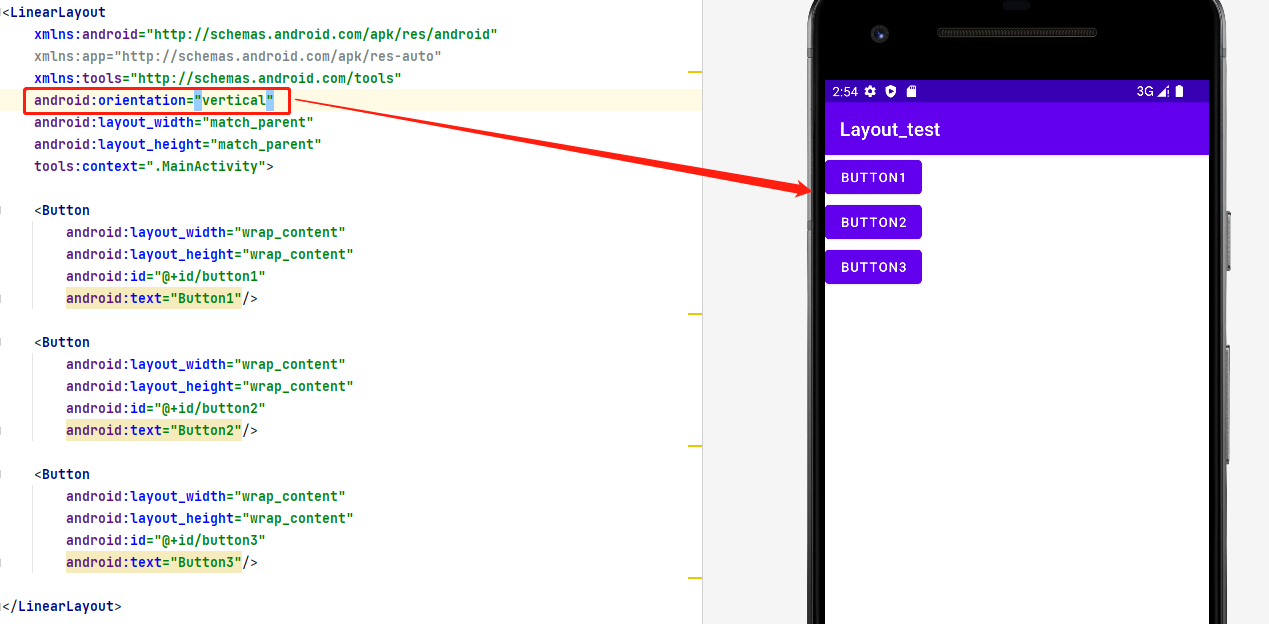 <LinearLayout
xmlns:android="http://schemas.android.com/apk/res/android"
xmlns:app="http://schemas.android.com/apk/res-auto"
xmlns:tools="http://schemas.android.com/tools"
android:orientation="vertical"
android:layout_width="match_parent"
android:layout_height="match_parent"
tools:context=".MainActivity">
<Button
android:layout_width="wrap_content"
android:layout_height="wrap_content"
android:id="@+id/button1"
android:text="Button1"/>
<Button
android:layout_width="wrap_content"
android:layout_height="wrap_content"
android:id="@+id/button2"
android:text="Button2"/>
<Button
android:layout_width="wrap_content"
android:layout_height="wrap_content"
android:id="@+id/button3"
android:text="Button3"/>
</LinearLayout>
2:54 3G
Layout_test
BUTTON1
BUTTON2
BUTTON3